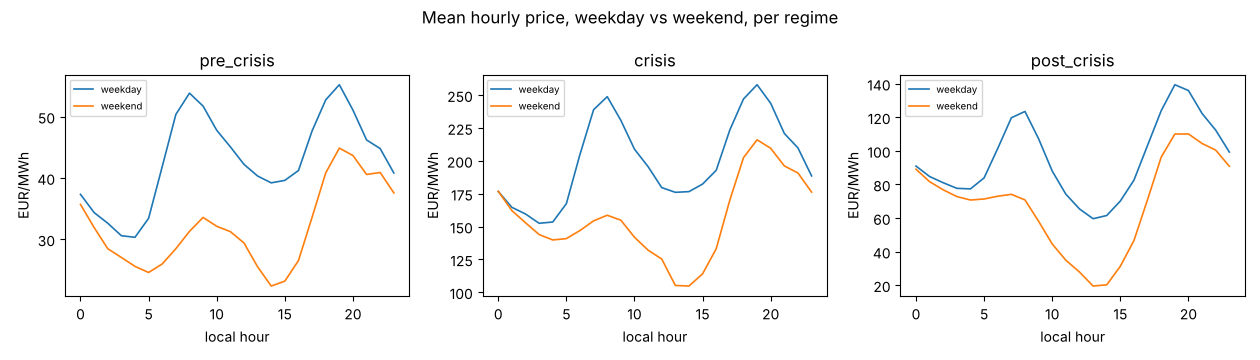 Mean hourly price, weekday vs weekend, per regime
pre_crisis
weekday
weekend
EUR/MWh
50
40
30
0 5 10 15 20
local hour
crisis
weekday
weekend
EUR/MWh
250
225
200
175
150
125
100
0 5 10 15 20
local hour
post_crisis
weekday
weekend
EUR/MWh
140
120
100
80
60
40
20
0 5 10 15 20
local hour